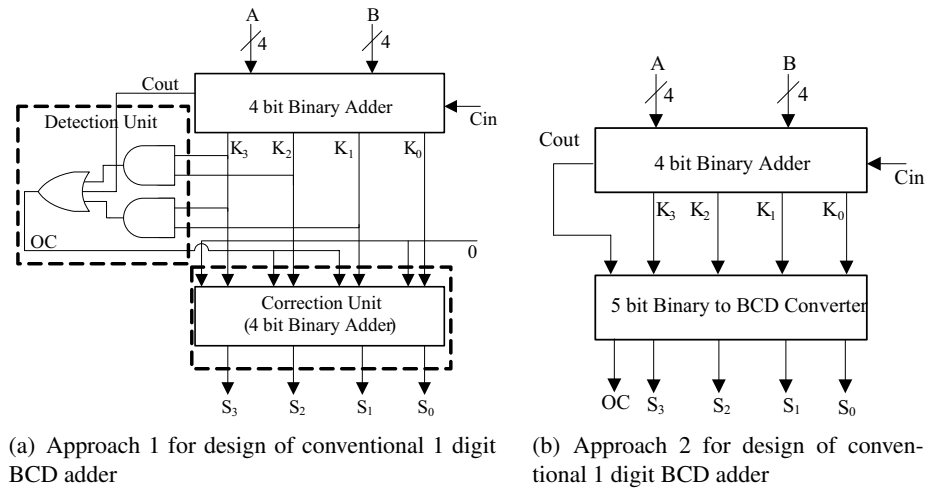 A
B
4
4
Cout
4 bit Binary Adder
Cin
Detection Unit
K3
K2
K1
K0
OC
0
Correction Unit
(4 bit Binary Adder)
S3
S2
S1
S0
(a) Approach 1 for design of conventional 1 digit
BCD adder
A
B
4
4
Cout
4 bit Binary Adder
Cin
K3
K2
K1
K0
5 bit Binary to BCD Converter
OC
S3
S2
S1
S0
(b) Approach 2 for design of conven-
tional 1 digit BCD adder